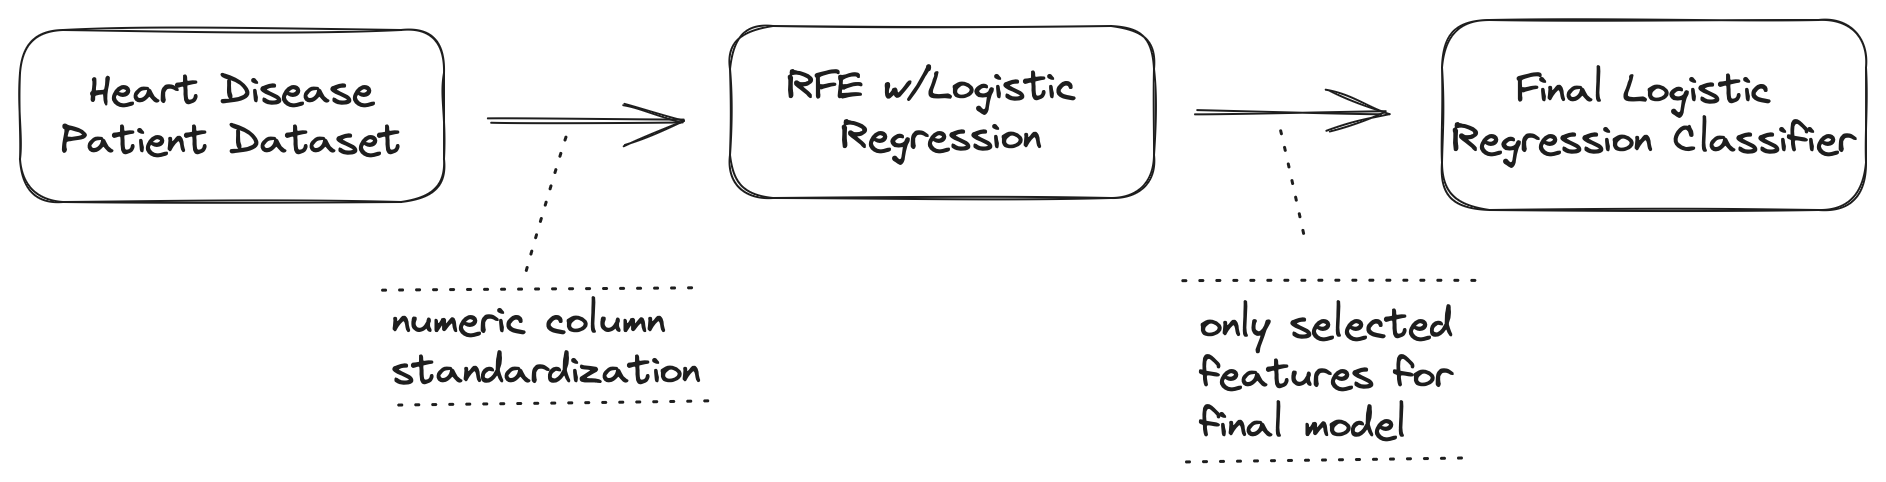 Heart Disease
Patient Dataset
RFE w/Logistic
Regression
Final Logistic
Regression Classifier
numeric column
standardization
only selected
features for
final model